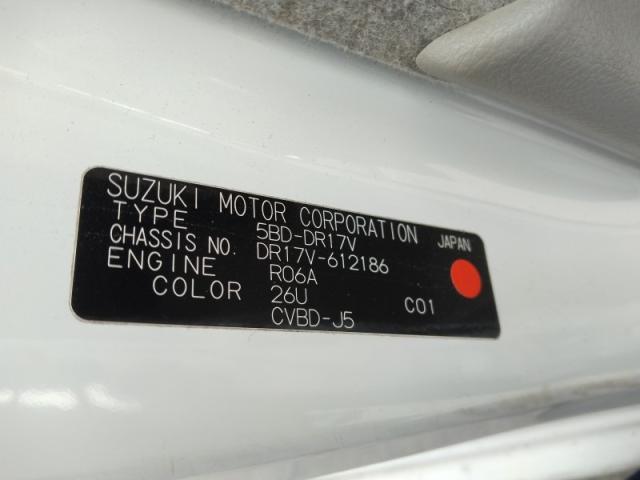 SUZUKI MOTOR CORPORATION JAPAN
TYPE 5BD-DR17V
CHASSIS NO. DR17V-612186
ENGINE R06A
COLOR 26U C01
CVBD-J5